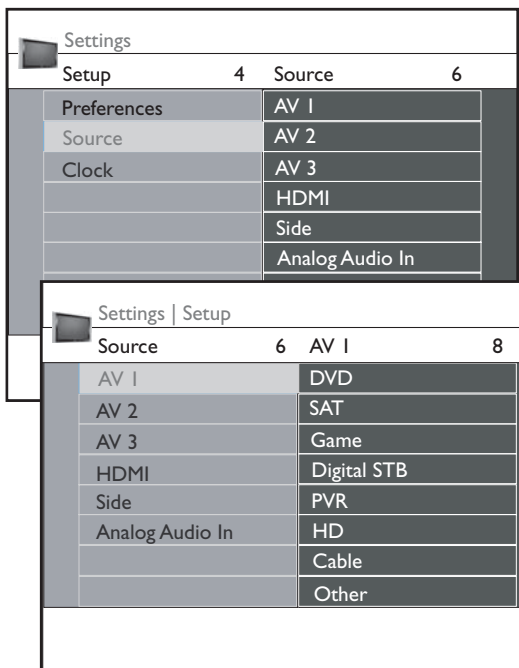 Settings
Setup 4 Source 6
Preferences AV 1
Source AV 2
Clock AV 3
HDMI
Side
Analog Audio In
Settings | Setup
Source 6 AV 1 8
AV 1 DVD
AV 2 SAT
AV 3 Game
HDMI Digital STB
Side PVR
Analog Audio In HD
Cable
Other